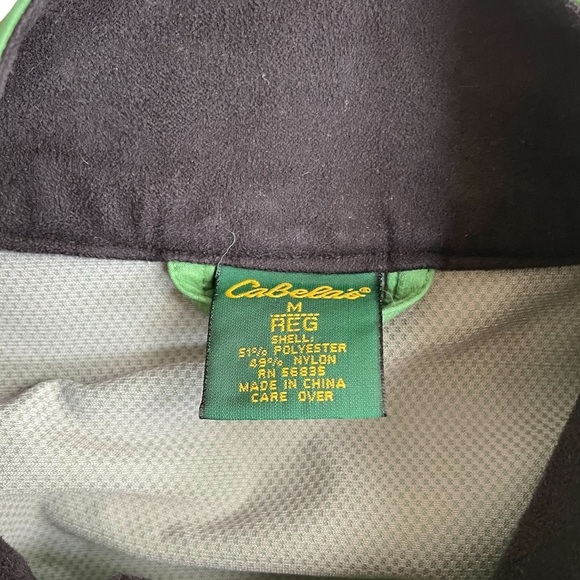 Cabela's®
M
REG
SHELL:
51% POLYESTER
49% NYLON
RN 56835
MADE IN CHINA
CARE OVER